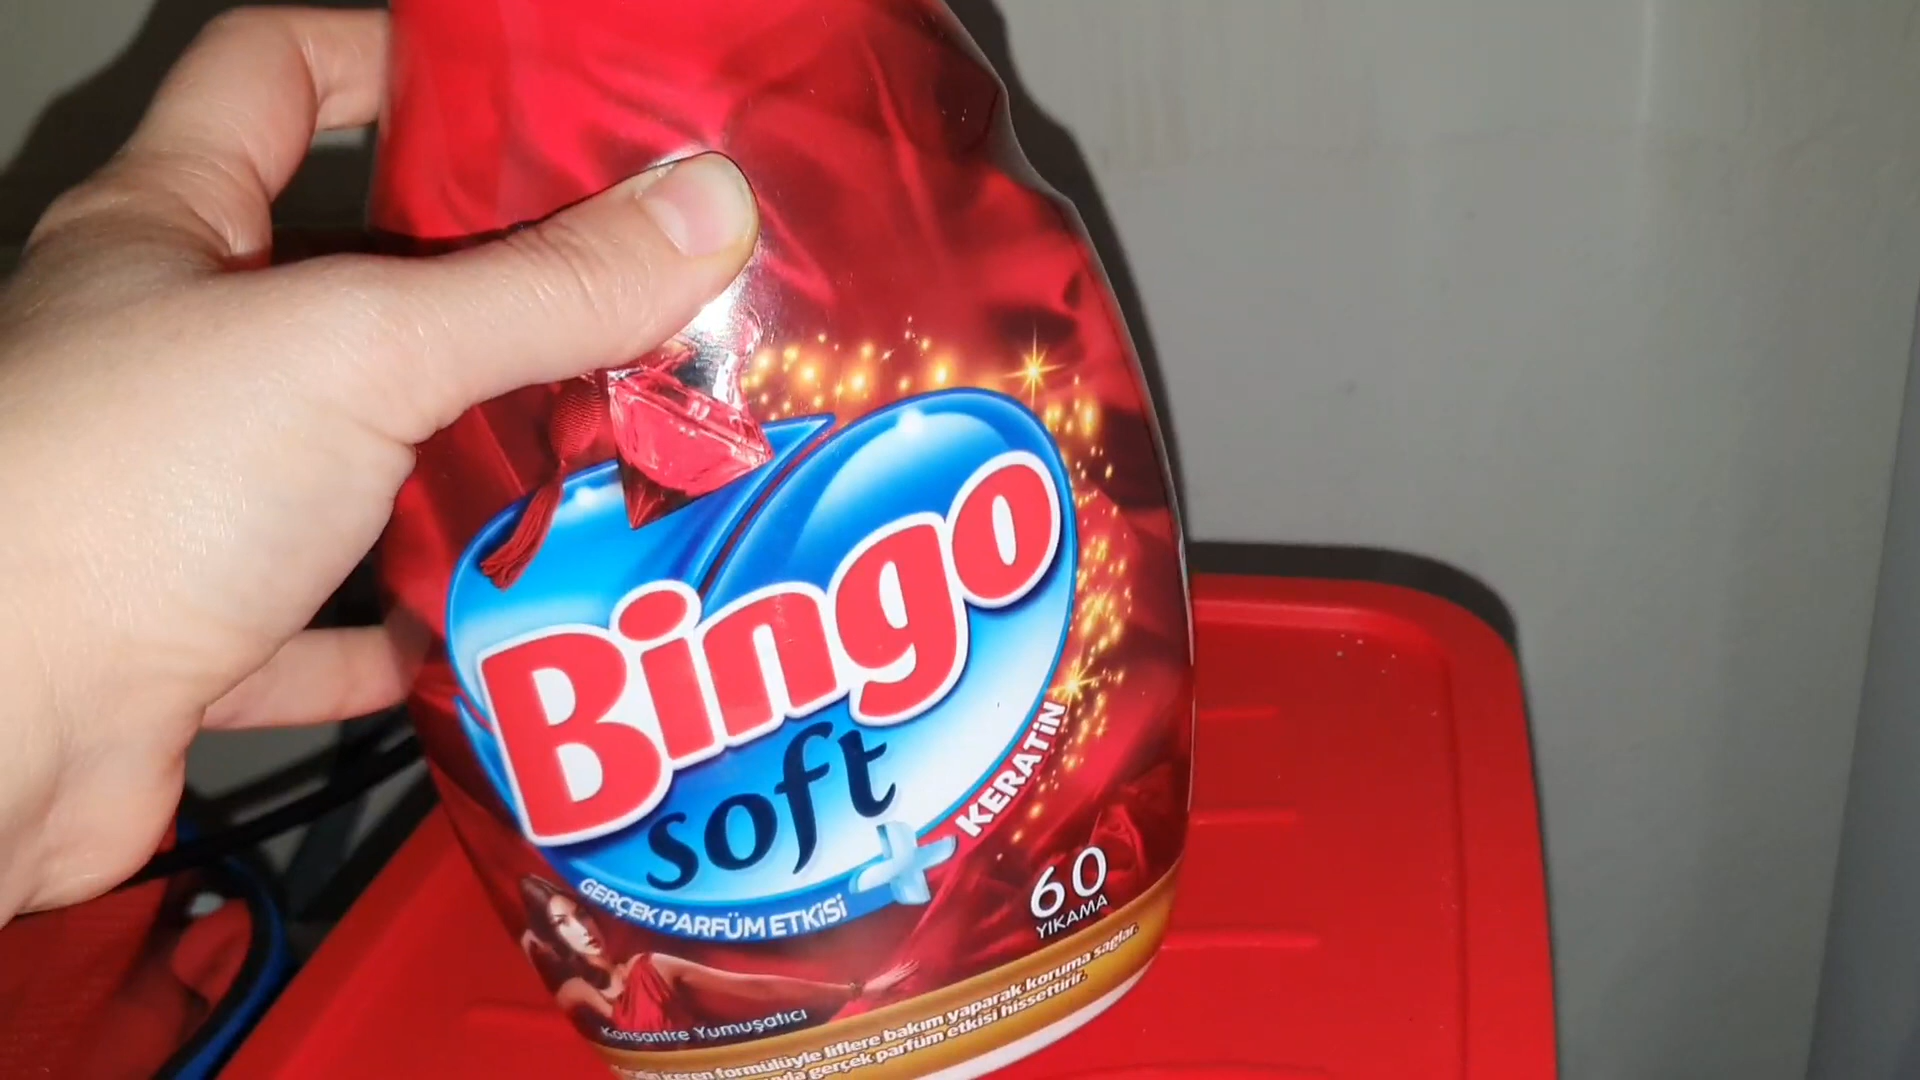 Bingo
soft
+ KERATİN
GERÇEK PARFÜM ETKİSİ
60
YIKAMA
Konsantre Yumuşatıcı
içeren formülüyle liflere bakım yaparak koruma sağlar.
gerçek parfüm etkisi hissettirir.